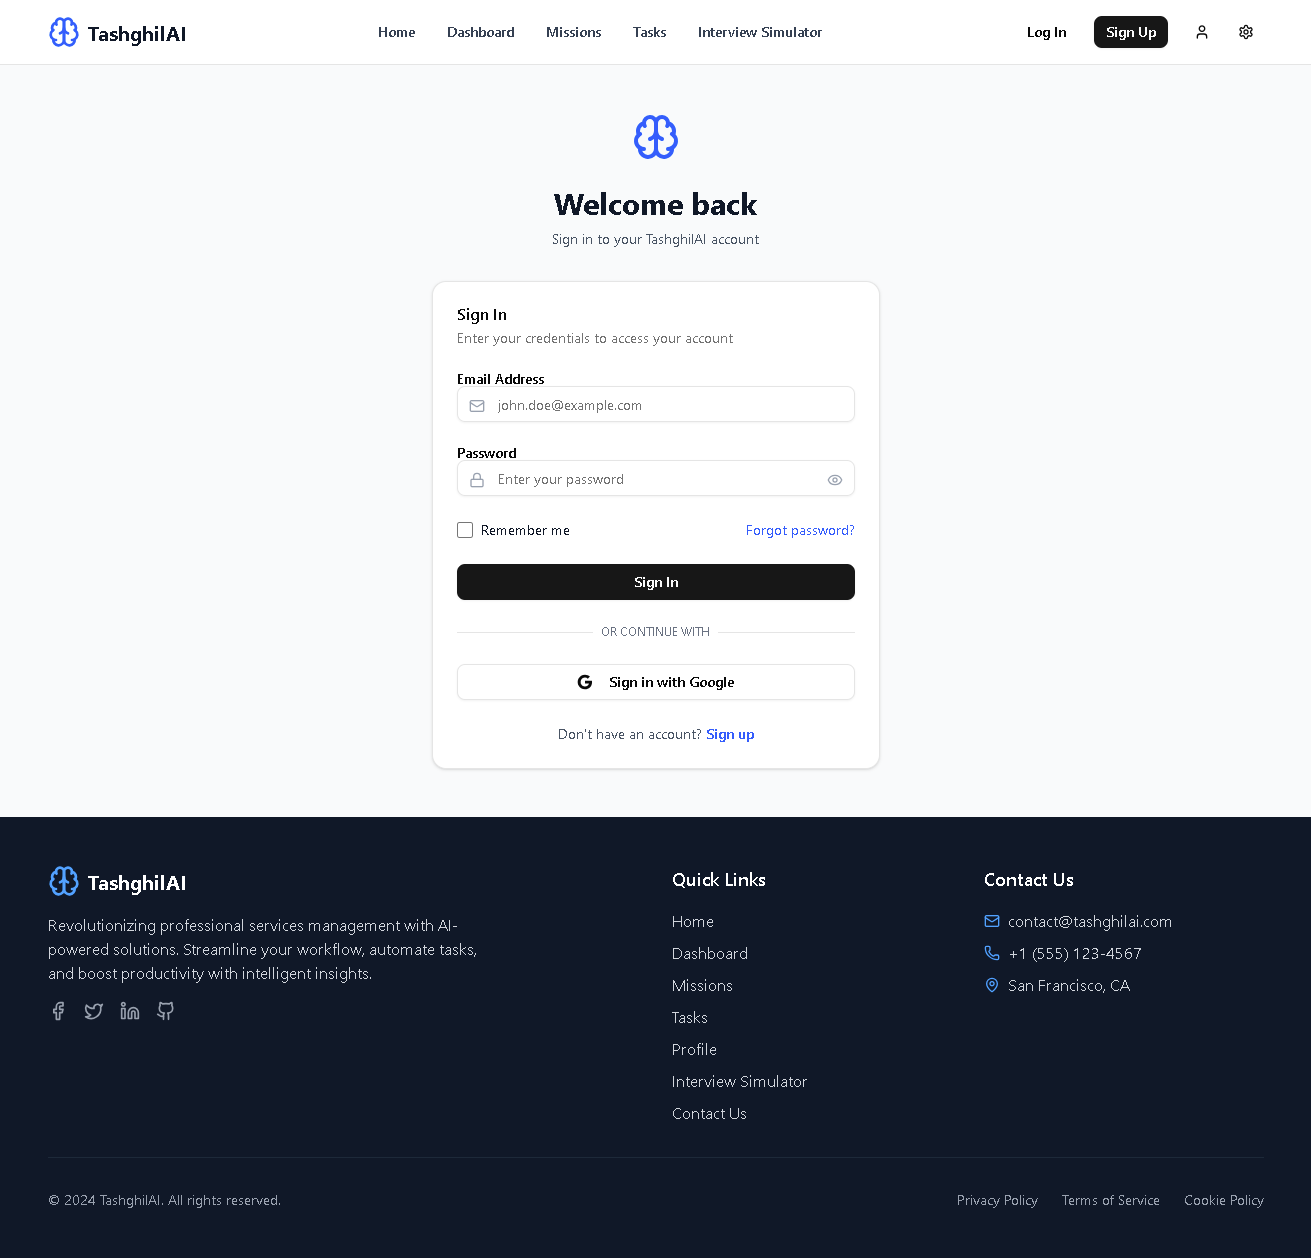 TashghilAI
Home Dashboard Missions Tasks Interview Simulator
Log In Sign Up
Welcome back
Sign in to your TashghilAI account
Sign In
Enter your credentials to access your account
Email Address
john.doe@example.com
Password
Enter your password
Remember me Forgot password?
Sign In
OR CONTINUE WITH
G Sign in with Google
Don't have an account? Sign up
TashghilAI
Revolutionizing professional services management with AI-
powered solutions. Streamline your workflow, automate tasks,
and boost productivity with intelligent insights.
Quick Links
Home
Dashboard
Missions
Tasks
Profile
Interview Simulator
Contact Us
Contact Us
contact@tashghilai.com
+1 (555) 123-4567
San Francisco, CA
© 2024 TashghilAI. All rights reserved.
Privacy Policy Terms of Service Cookie Policy